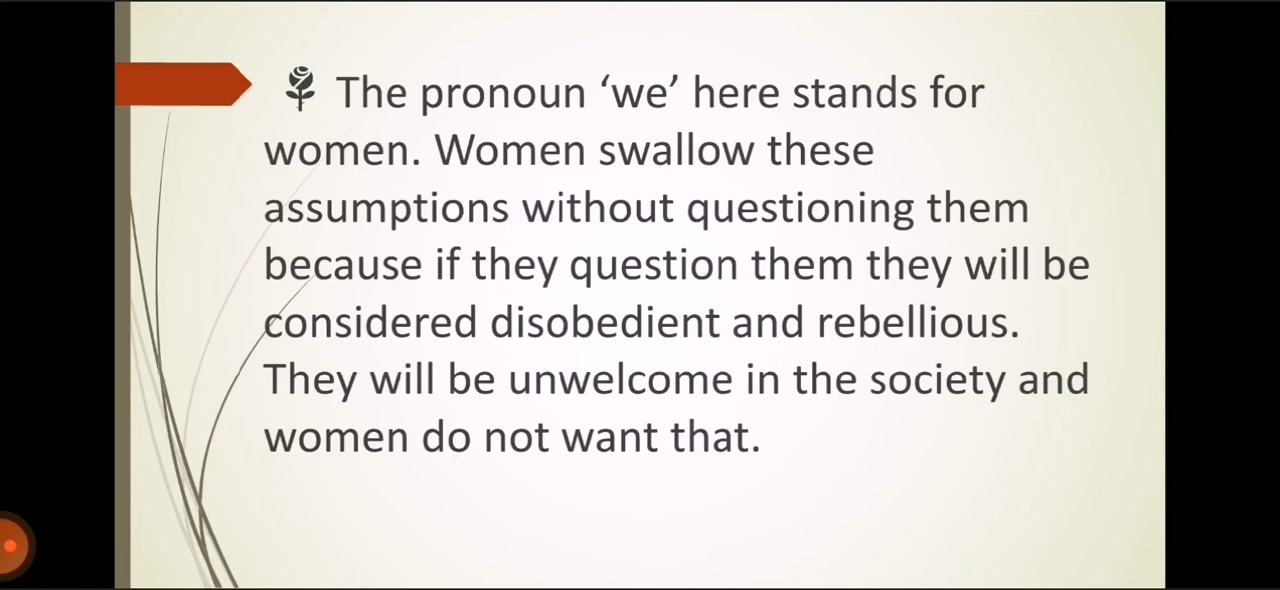 The pronoun ‘we’ here stands for
women. Women swallow these
assumptions without questioning them
because if they question them they will be
considered disobedient and rebellious.
They will be unwelcome in the society and
women do not want that.